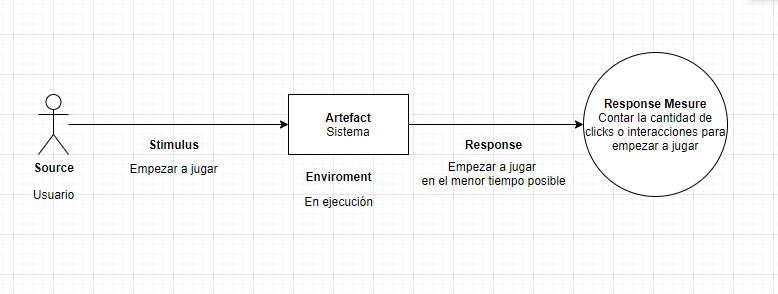 Source
Usuario
Stimulus
Empezar a jugar
Artefact
Sistema
Enviroment
En ejecución
Response
Empezar a jugar
en el menor tiempo posible
Response Mesure
Contar la cantidad de
clicks o interacciones para
empezar a jugar